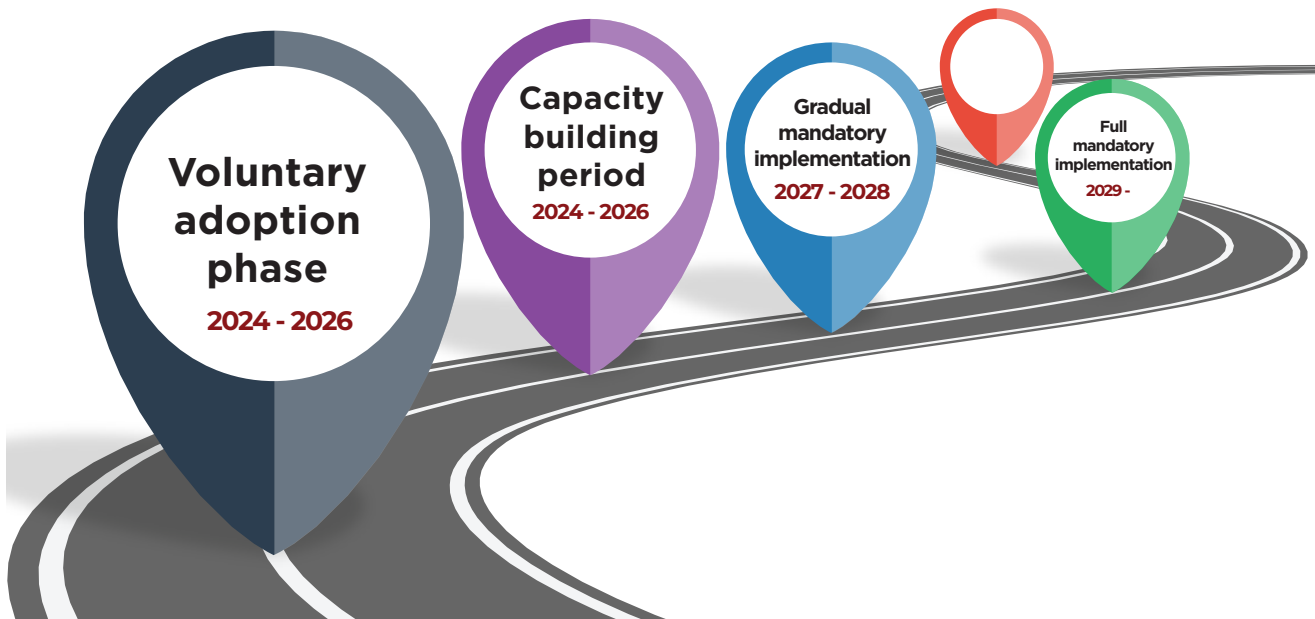 Voluntary
adoption
phase
2024 - 2026
Capacity
building
period
2024 - 2026
Gradual
mandatory
implementation
2027 - 2028
Full
mandatory
implementation
2029 -